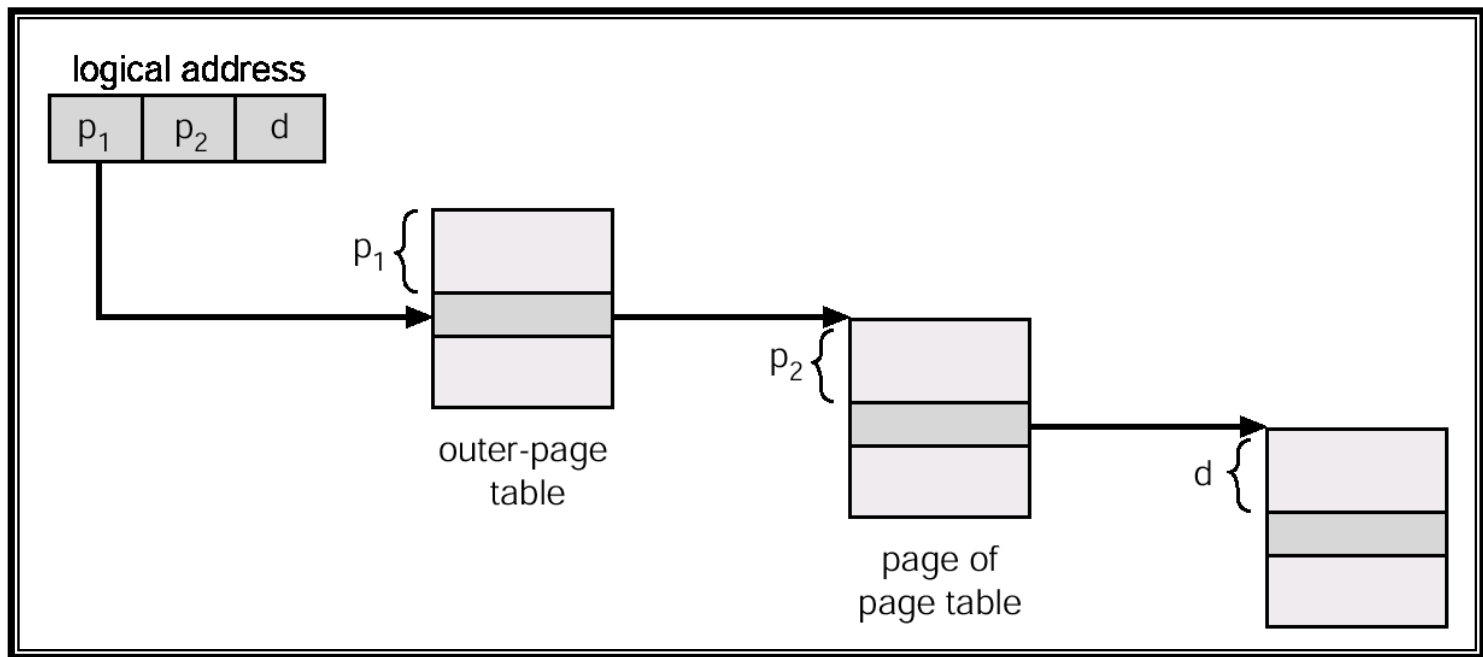 logical address
p₁ p₂ d
p₁
p₂
d
outer-page
table
page of
page table